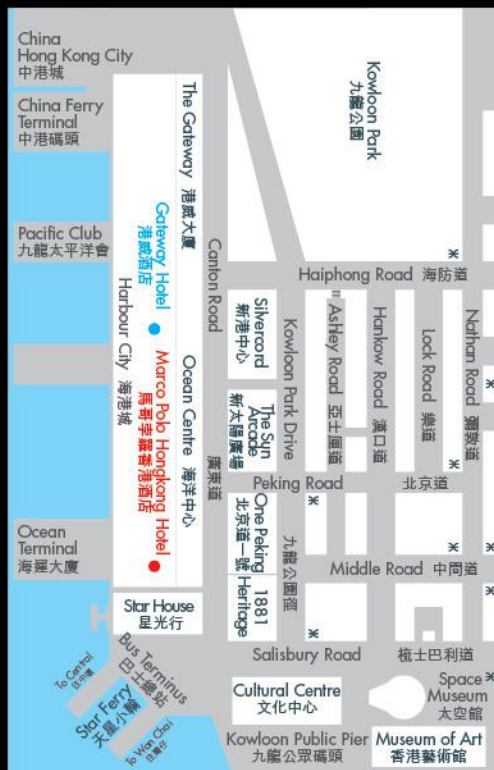 China
Hong Kong City
中港城
China Ferry
Terminal
中港碼頭
Pacific Club
九龍太平洋會
Ocean
Terminal
海運大廈
The Gateway 港威大廈
Gateway Hotel
港威酒店
Harbour City 海港城
Marco Polo Hongkong Hotel
馬哥孛羅香港酒店
Ocean Centre 海洋中心
Canton Road
廣東道
Kowloon Park
九龍公園
Haiphong Road 海防道
Silvercord
新港中心
Kowloon Park Drive
九龍公園徑
Ashley Road 亞士厘道
Hankow Road 漢口道
Lock Road 樂道
Nathan Road 彌敦道
The Sun
Arcade
新太陽廣場
Peking Road 北京道
One Peking
北京道一號
1881
Heritage
Middle Road 中間道
Star House
星光行
Bus Terminus
巴士總站
Salisbury Road 梳士巴利道
To Central
往中環
Star Ferry
天星小輪
To Wan Chai
往灣仔
Cultural Centre
文化中心
Space
Museum
太空館
Kowloon Public Pier
九龍公眾碼頭
Museum of Art
香港藝術館